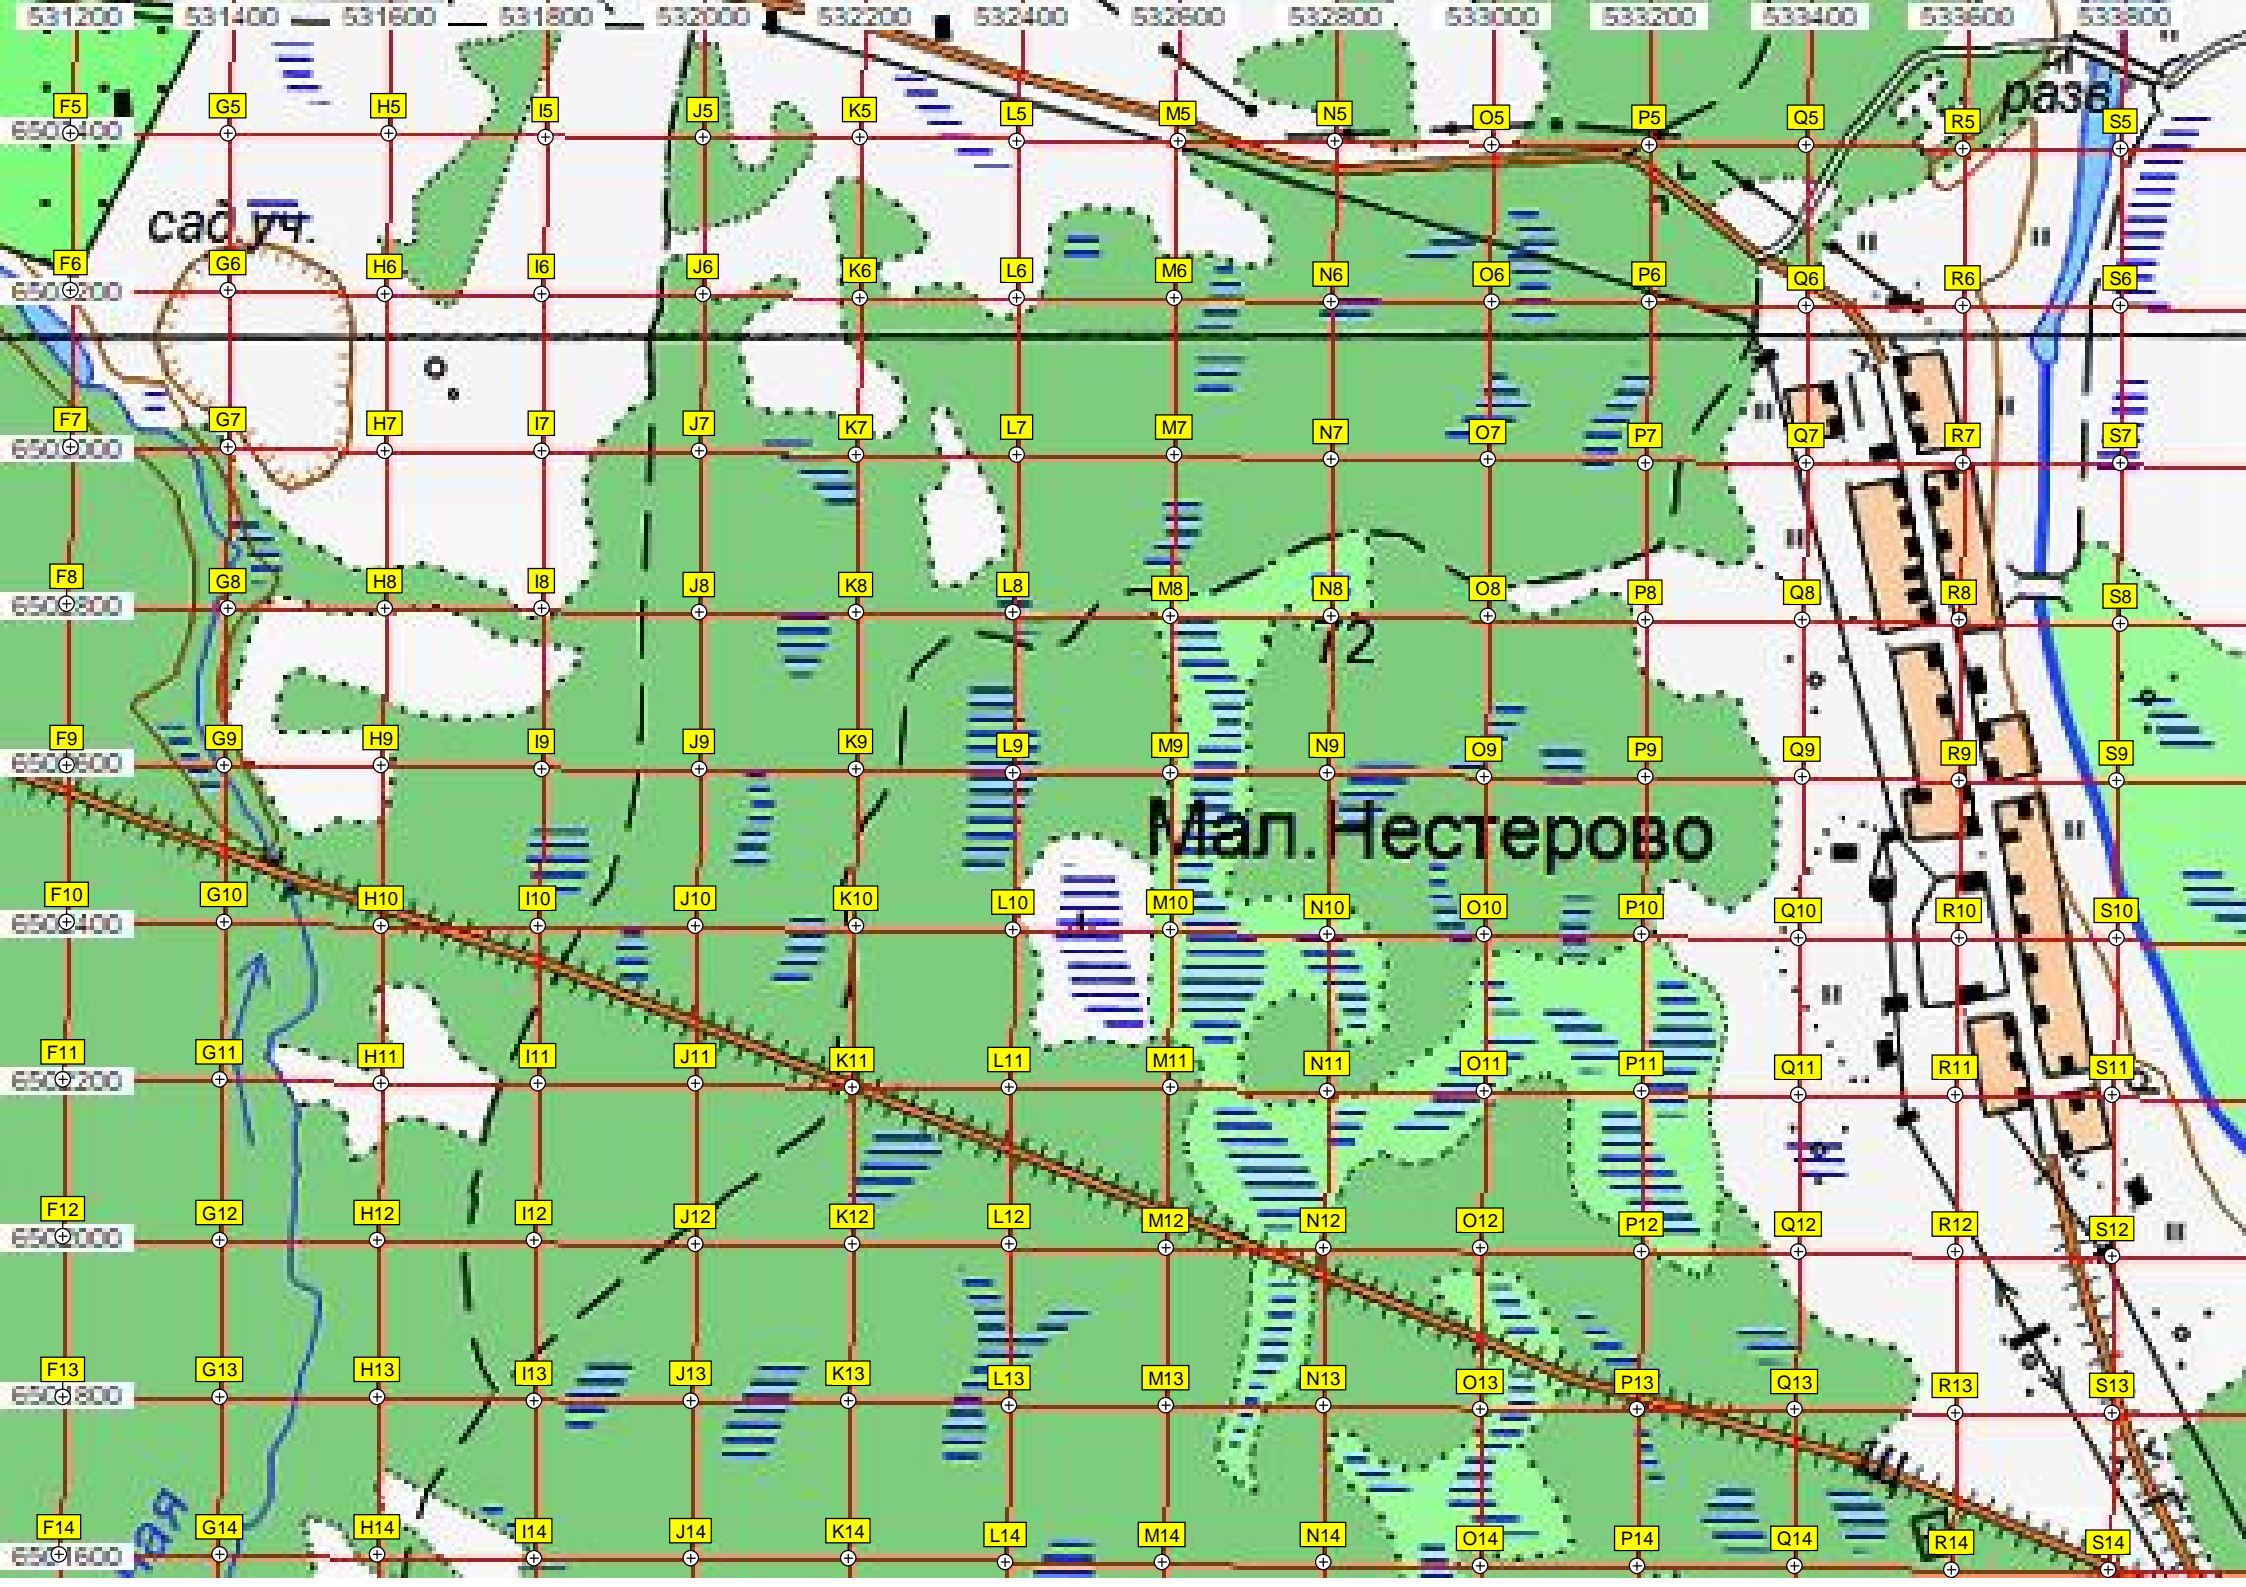 531200 531400 531600 531800 532000 532200 532400 532600 532800 533000 533200 533400 533600 533800
разв
F5 G5 H5 I5 J5 K5 L5 M5 N5 O5 P5 Q5 R5 S5
сад.уч.
F6 G6 H6 I6 J6 K6 L6 M6 N6 O6 P6 Q6 R6 S6
F7 G7 H7 I7 J7 K7 L7 M7 N7 O7 P7 Q7 R7 S7
F8 G8 H8 I8 J8 K8 L8 M8 N8 O8 P8 Q8 R8 S8
72
F9 G9 H9 I9 J9 K9 L9 M9 N9 O9 P9 Q9 R9 S9
Мал.Нестерово
F10 G10 H10 I10 J10 K10 L10 M10 N10 O10 P10 Q10 R10 S10
F11 G11 H11 I11 J11 K11 L11 M11 N11 O11 P11 Q11 R11 S11
F12 G12 H12 I12 J12 K12 L12 M12 N12 O12 P12 Q12 R12 S12
F13 G13 H13 I13 J13 K13 L13 M13 N13 O13 P13 Q13 R13 S13
ная
F14 G14 H14 I14 J14 K14 L14 M14 N14 O14 P14 Q14 R14 S14